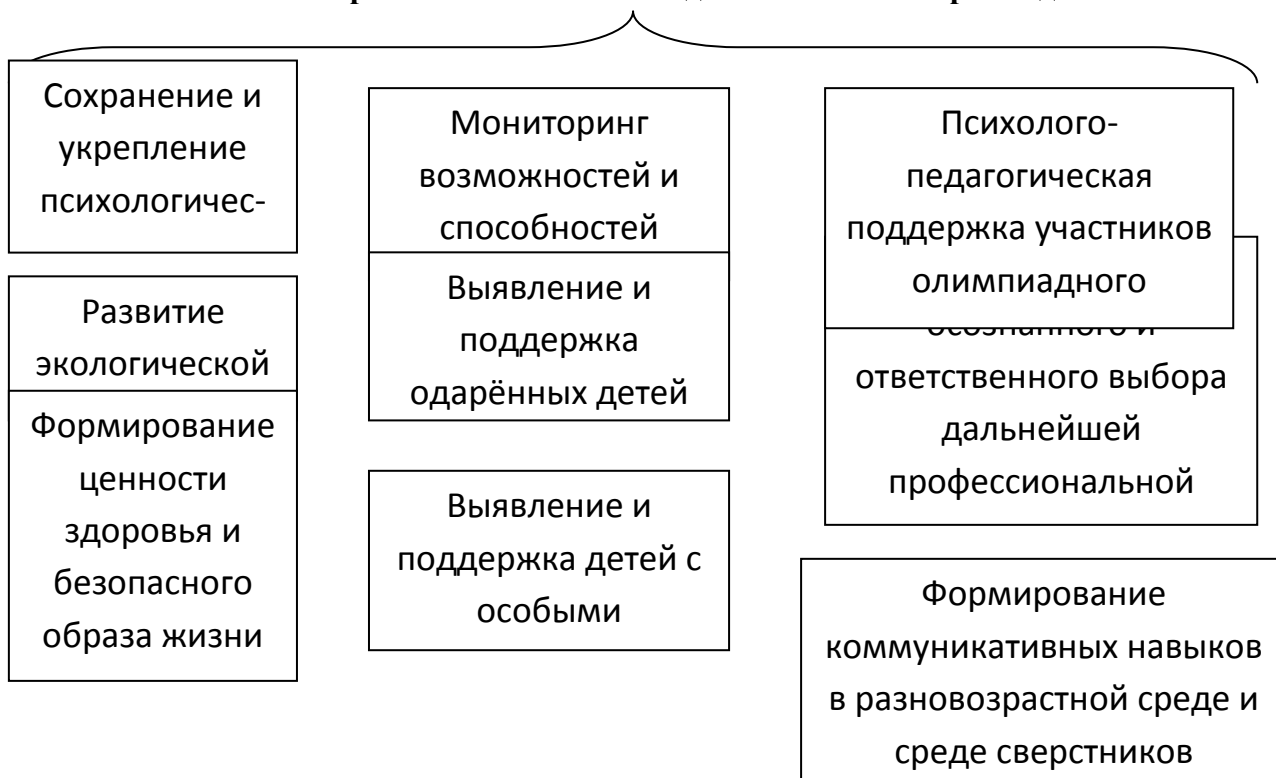 Сохранение и
укрепление
психологичес-
Развитие
экологической
Формирование
ценности
здоровья и
безопасного
образа жизни
Мониторинг
возможностей и
способностей
Выявление и
поддержка
одарённых детей
Выявление и
поддержка детей с
особыми
Психолого-
педагогическая
поддержка участников
олимпиадного
осознанного и
ответственного выбора
дальнейшей
профессиональной
Формирование
коммуникативных навыков
в разновозрастной среде и
среде сверстников